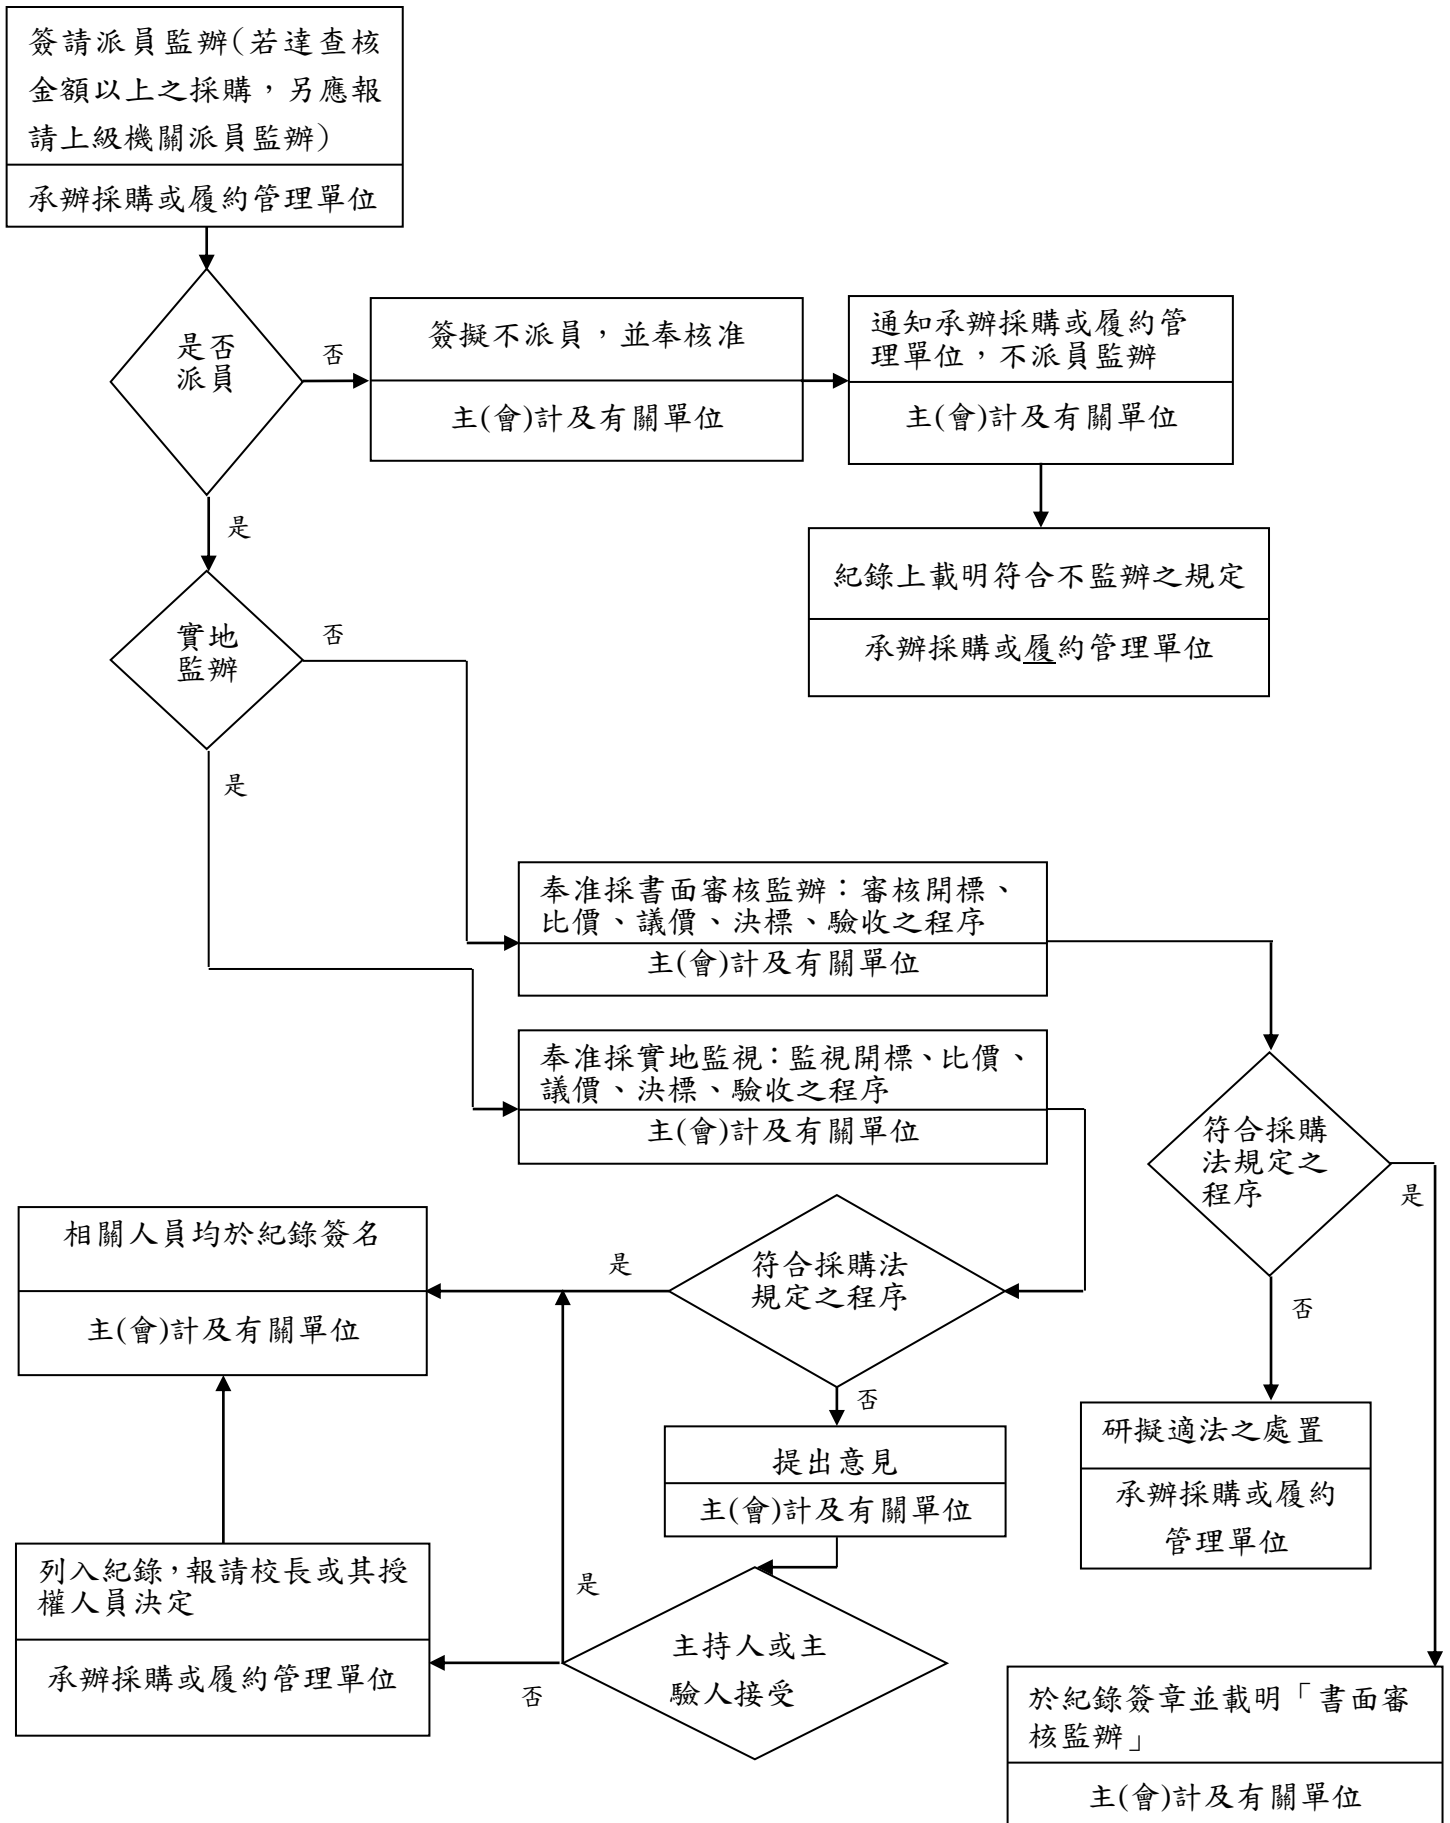 簽請派員監辦(若達查核
金額以上之採購，另應報
請上級機關派員監辦)
承辦採購或履約管理單位
是否
派員
否
簽擬不派員，並奉核准
主(會)計及有關單位
通知承辦採購或履約管
理單位，不派員監辦
主(會)計及有關單位
是
紀錄上載明符合不監辦之規定
承辦採購或履約管理單位
實地
監辦
否
是
奉准採書面審核監辦：審核開標、
比價、議價、決標、驗收之程序
主(會)計及有關單位
奉准採實地監視：監視開標、比價、
議價、決標、驗收之程序
主(會)計及有關單位
符合採購
法規定之
程序
是
否
相關人員均於紀錄簽名
主(會)計及有關單位
是
符合採購法
規定之程序
否
提出意見
主(會)計及有關單位
研擬適法之處置
承辦採購或履約
管理單位
列入紀錄，報請校長或其授
權人員決定
承辦採購或履約管理單位
是
否
主持人或主
驗人接受
於紀錄簽章並載明「書面審
核監辦」
主(會)計及有關單位